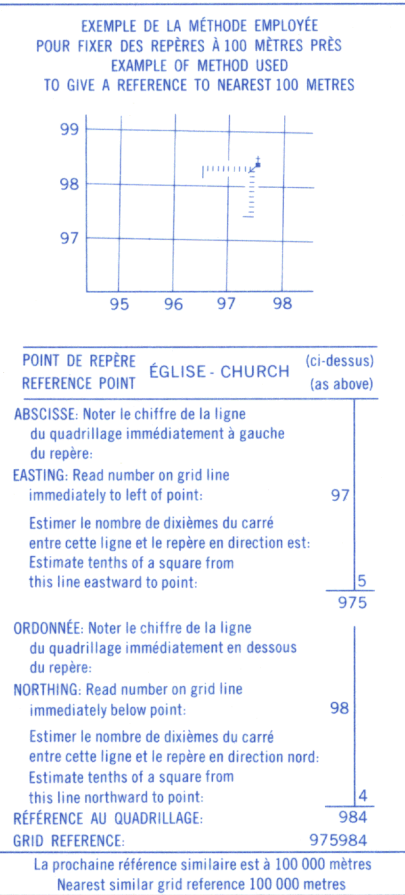 EXEMPLE DE LA MÉTHODE EMPLOYÉE
POUR FIXER DES REPÈRES À 100 MÈTRES PRÈS
EXAMPLE OF METHOD USED
TO GIVE A REFERENCE TO NEAREST 100 METRES
99
98
97
95 96 97 98
POINT DE REPÈRE
REFERENCE POINT
ÉGLISE - CHURCH
(ci-dessus)
(as above)
ABSCISSE: Noter le chiffre de la ligne
du quadrillage immédiatement à gauche
du repère:
EASTING: Read number on grid line
immediately to left of point: 97
Estimer le nombre de dixièmes du carré
entre cette ligne et le repère en direction est:
Estimate tenths of a square from
this line eastward to point: 5
975
ORDONNÉE: Noter le chiffre de la ligne
du quadrillage immédiatement en dessous
du repère:
NORTHING: Read number on grid line
immediately below point: 98
Estimer le nombre de dixièmes du carré
entre cette ligne et le repère en direction nord:
Estimate tenths of a square from
this line northward to point: 4
RÉFÉRENCE AU QUADRILLAGE: 984
GRID REFERENCE: 975984
La prochaine référence similaire est à 100 000 mètres
Nearest similar grid reference 100 000 metres